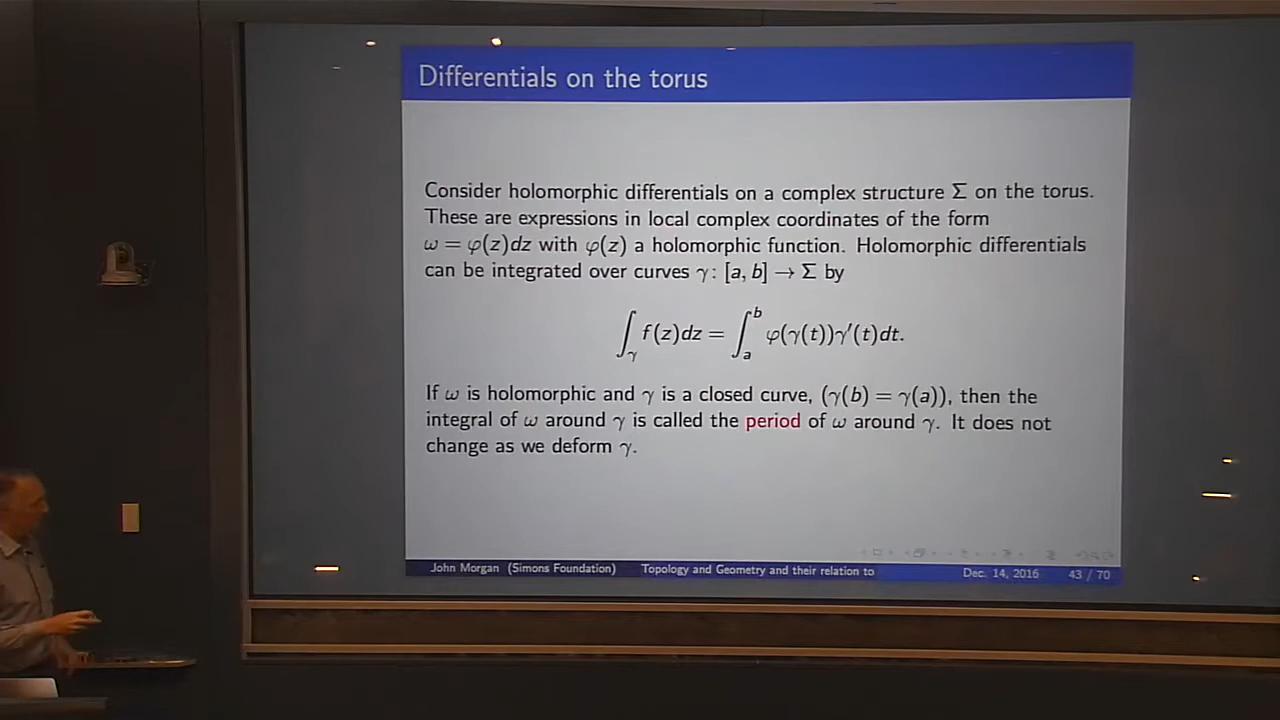 Differentials on the torus
Consider holomorphic differentials on a complex structure Σ on the torus.
These are expressions in local complex coordinates of the form
ω = φ(z)dz with φ(z) a holomorphic function. Holomorphic differentials
can be integrated over curves γ: [a, b] → Σ by
∫_γ f(z)dz = ∫_a^b φ(γ(t))γ′(t)dt.
If ω is holomorphic and γ is a closed curve, (γ(b) = γ(a)), then the
integral of ω around γ is called the period of ω around γ. It does not
change as we deform γ.
John Morgan (Simons Foundation) Topology and Geometry and their relation to Dec. 14, 2016 43 / 70